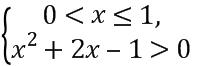 0 < x ≤ 1,
x² + 2x – 1 > 0